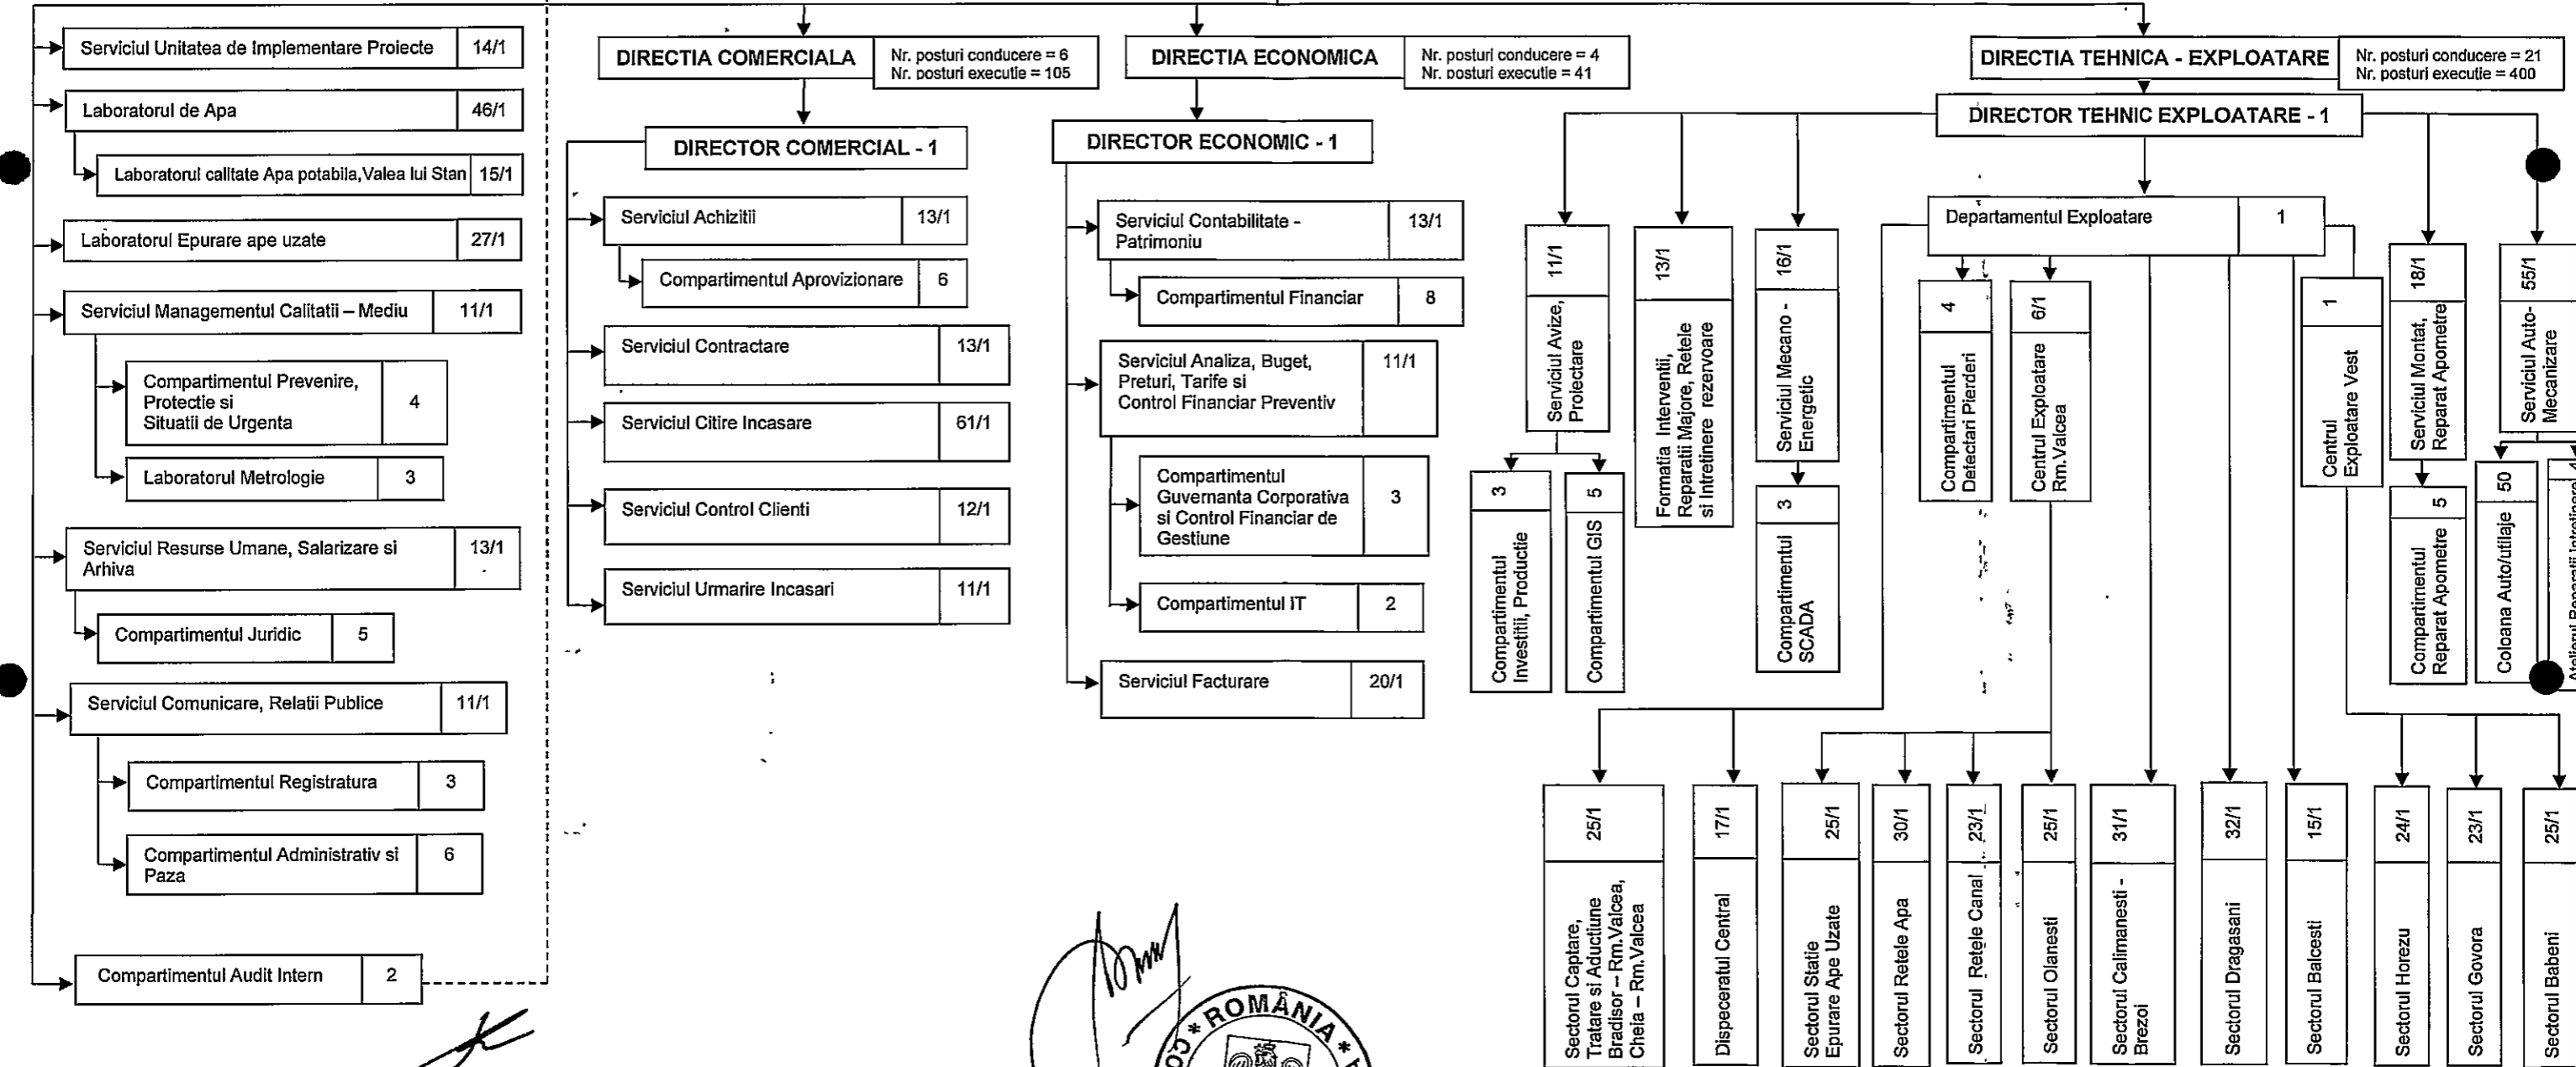 Serviciul Unitatea de Implementare Proiecte 14/1
Laboratorul de Apa 46/1
Laboratorul calitate Apa potabila,Valea lui Stan 15/1
Laboratorul Epurare ape uzate 27/1
Serviciul Managementul Calitatii – Mediu 11/1
Compartimentul Prevenire,
Protectie si
Situatii de Urgenta
4
Laboratorul Metrologie 3
Serviciul Resurse Umane, Salarizare si
Arhiva
13/1
Compartimentul Juridic 5
Serviciul Comunicare, Relatii Publice 11/1
Compartimentul Registratura 3
Compartimentul Administrativ si
Paza
6
Compartimentul Audit Intern 2
DIRECTIA COMERCIALA
Nr. posturi conducere = 6
Nr. posturi executie = 105
DIRECTOR COMERCIAL - 1
Serviciul Achizitii 13/1
Compartimentul Aprovizionare 6
Serviciul Contractare 13/1
Serviciul Citire Incasare 61/1
Serviciul Control Clienti 12/1
Serviciul Urmarire Incasari 11/1
DIRECTIA ECONOMICA
Nr. posturi conducere = 4
Nr. posturi executie = 41
DIRECTOR ECONOMIC - 1
Serviciul Contabilitate -
Patrimoniu
13/1
Compartimentul Financiar 8
Serviciul Analiza, Buget,
Preturi, Tarife si
Control Financiar Preventiv
11/1
Compartimentul
Guvernanta Corporativa
si Control Financiar de
Gestiune
3
Compartimentul IT 2
Serviciul Facturare 20/1
DIRECTIA TEHNICA - EXPLOATARE
Nr. posturi conducere = 21
Nr. posturi executie = 400
DIRECTOR TEHNIC EXPLOATARE - 1
Serviciul Avize,
Proiectare
11/1
Compartimentul
Investitii, Productie
3
Compartimentul GIS 5
Formatia Interventii,
Reparatii Majore, Retele
si Intretinere rezervoare
13/1
Serviciul Mecano -
Energetic
16/1
Compartimentul
SCADA
3
Departamentul Exploatare 1
Compartimentul
Detectari Pierderi
4
Centrul Exploatare
Rm.Valcea
6/1
Centrul
Exploatare Vest
1
Serviciul Montat,
Reparat Apometre
18/1
Compartimentul
Reparat Apometre
5
Serviciul Auto-
Mecanizare
55/1
Coloana Auto/utilaje 50
Atelierul Reparatii Intretinere
Sectorul Captare,
Tratare si Aductiune
Bradisor – Rm.Valcea,
Cheia – Rm.Valcea
25/1
Dispeceratul Central 17/1
Sectorul Statie
Epurare Ape Uzate
25/1
Sectorul Retele Apa 30/1
Sectorul Retele Canal 23/1
Sectorul Olanesti 25/1
Sectorul Calimanesti -
Brezoi
31/1
Sectorul Dragasani 32/1
Sectorul Balcesti 15/1
Sectorul Horezu 24/1
Sectorul Govora 23/1
Sectorul Babeni 25/1
* ROMÂNIA *